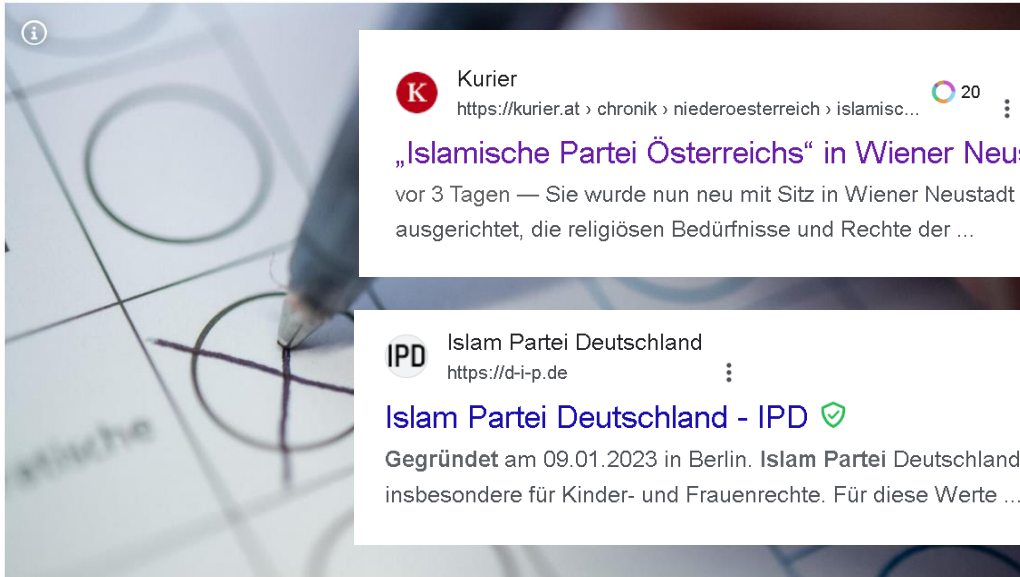 K
Kurier
https://kurier.at › chronik › niederoesterreich › islamisc...
20
„Islamische Partei Österreichs“ in Wiener Neus
vor 3 Tagen — Sie wurde nun neu mit Sitz in Wiener Neustadt
ausgerichtet, die religiösen Bedürfnisse und Rechte der ...
IPD
Islam Partei Deutschland
https://d-i-p.de
Islam Partei Deutschland - IPD
Gegründet am 09.01.2023 in Berlin. Islam Partei Deutschland
insbesondere für Kinder- und Frauenrechte. Für diese Werte ...
atische